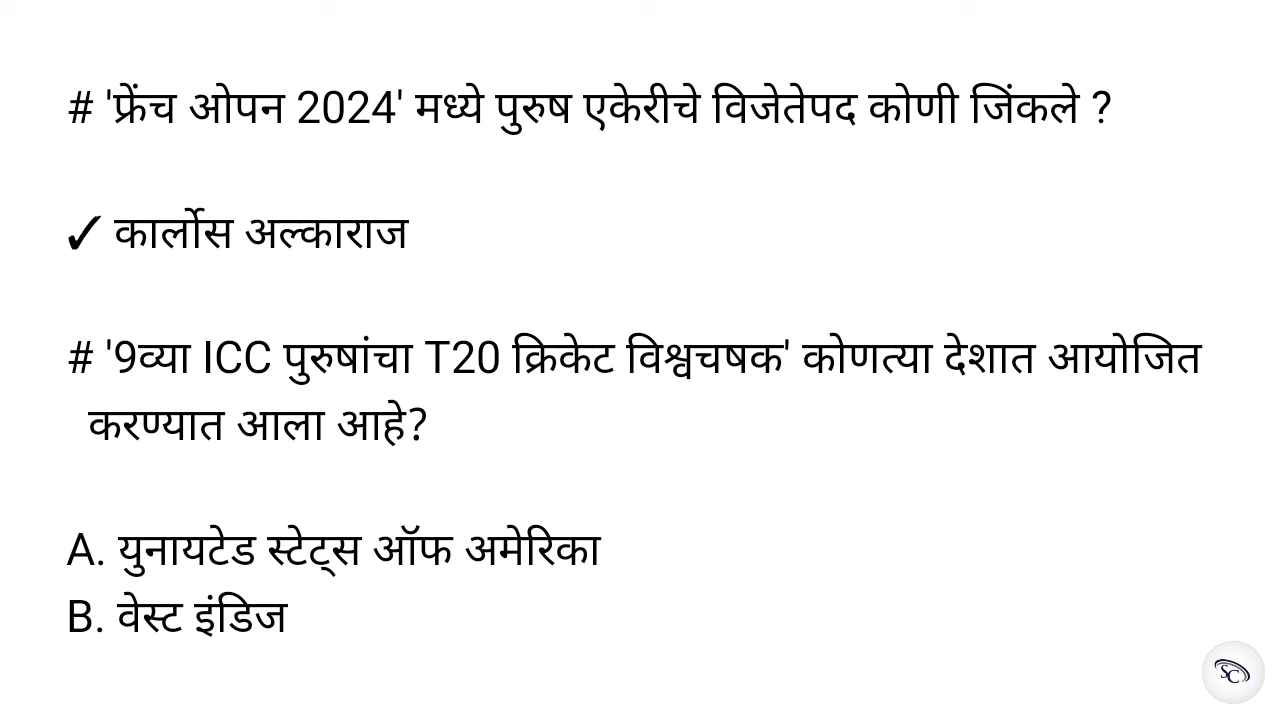 # 'फ्रेंच ओपन 2024' मध्ये पुरुष एकेरीचे विजेतेपद कोणी जिंकले ?
✓ कार्लोस अल्काराज
# '9व्या ICC पुरुषांचा T20 क्रिकेट विश्वचषक' कोणत्या देशात आयोजित
करण्यात आला आहे?
A. युनायटेड स्टेट्स ऑफ अमेरिका
B. वेस्ट इंडिज
SC